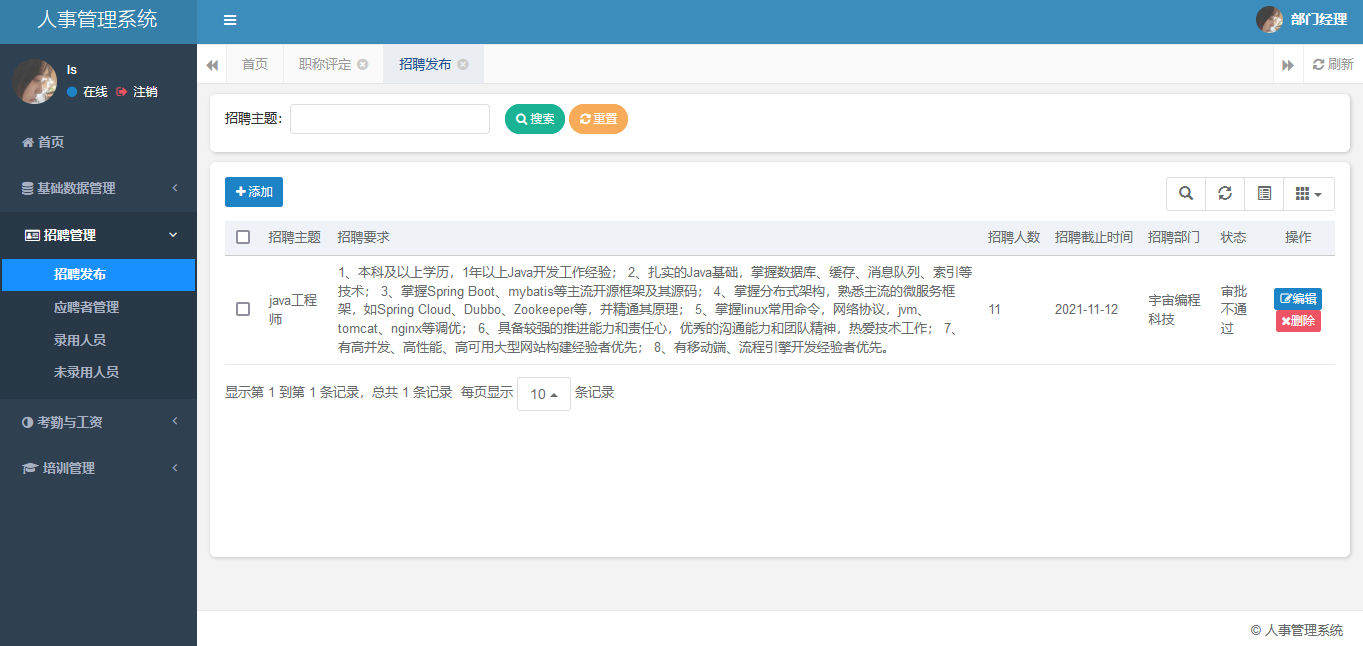 人事管理系统
部门经理
ls
在线 注销
首页
基础数据管理
招聘管理
招聘发布
应聘者管理
录用人员
未录用人员
考勤与工资
培训管理
首页 职称评定 招聘发布 刷新
招聘主题： 搜索 重置
添加
招聘主题 招聘要求 招聘人数 招聘截止时间 招聘部门 状态 操作
java工程
师
1、本科及以上学历，1年以上Java开发工作经验； 2、扎实的Java基础，掌握数据库、缓存、消息队列、索引等
技术； 3、掌握Spring Boot、mybatis等主流开源框架及其源码； 4、掌握分布式架构，熟悉主流的微服务框
架，如Spring Cloud、Dubbo、Zookeeper等，并精通其原理； 5、掌握linux常用命令，网络协议，jvm、
tomcat、nginx等调优； 6、具备较强的推进能力和责任心，优秀的沟通能力和团队精神，热爱技术工作； 7、
有高并发、高性能、高可用大型网站构建经验者优先； 8、有移动端、流程引擎开发经验者优先。
11
2021-11-12
宇宙编程
科技
审批
不通
过
编辑
删除
显示第 1 到第 1 条记录，总共 1 条记录 每页显示 10 条记录
© 人事管理系统